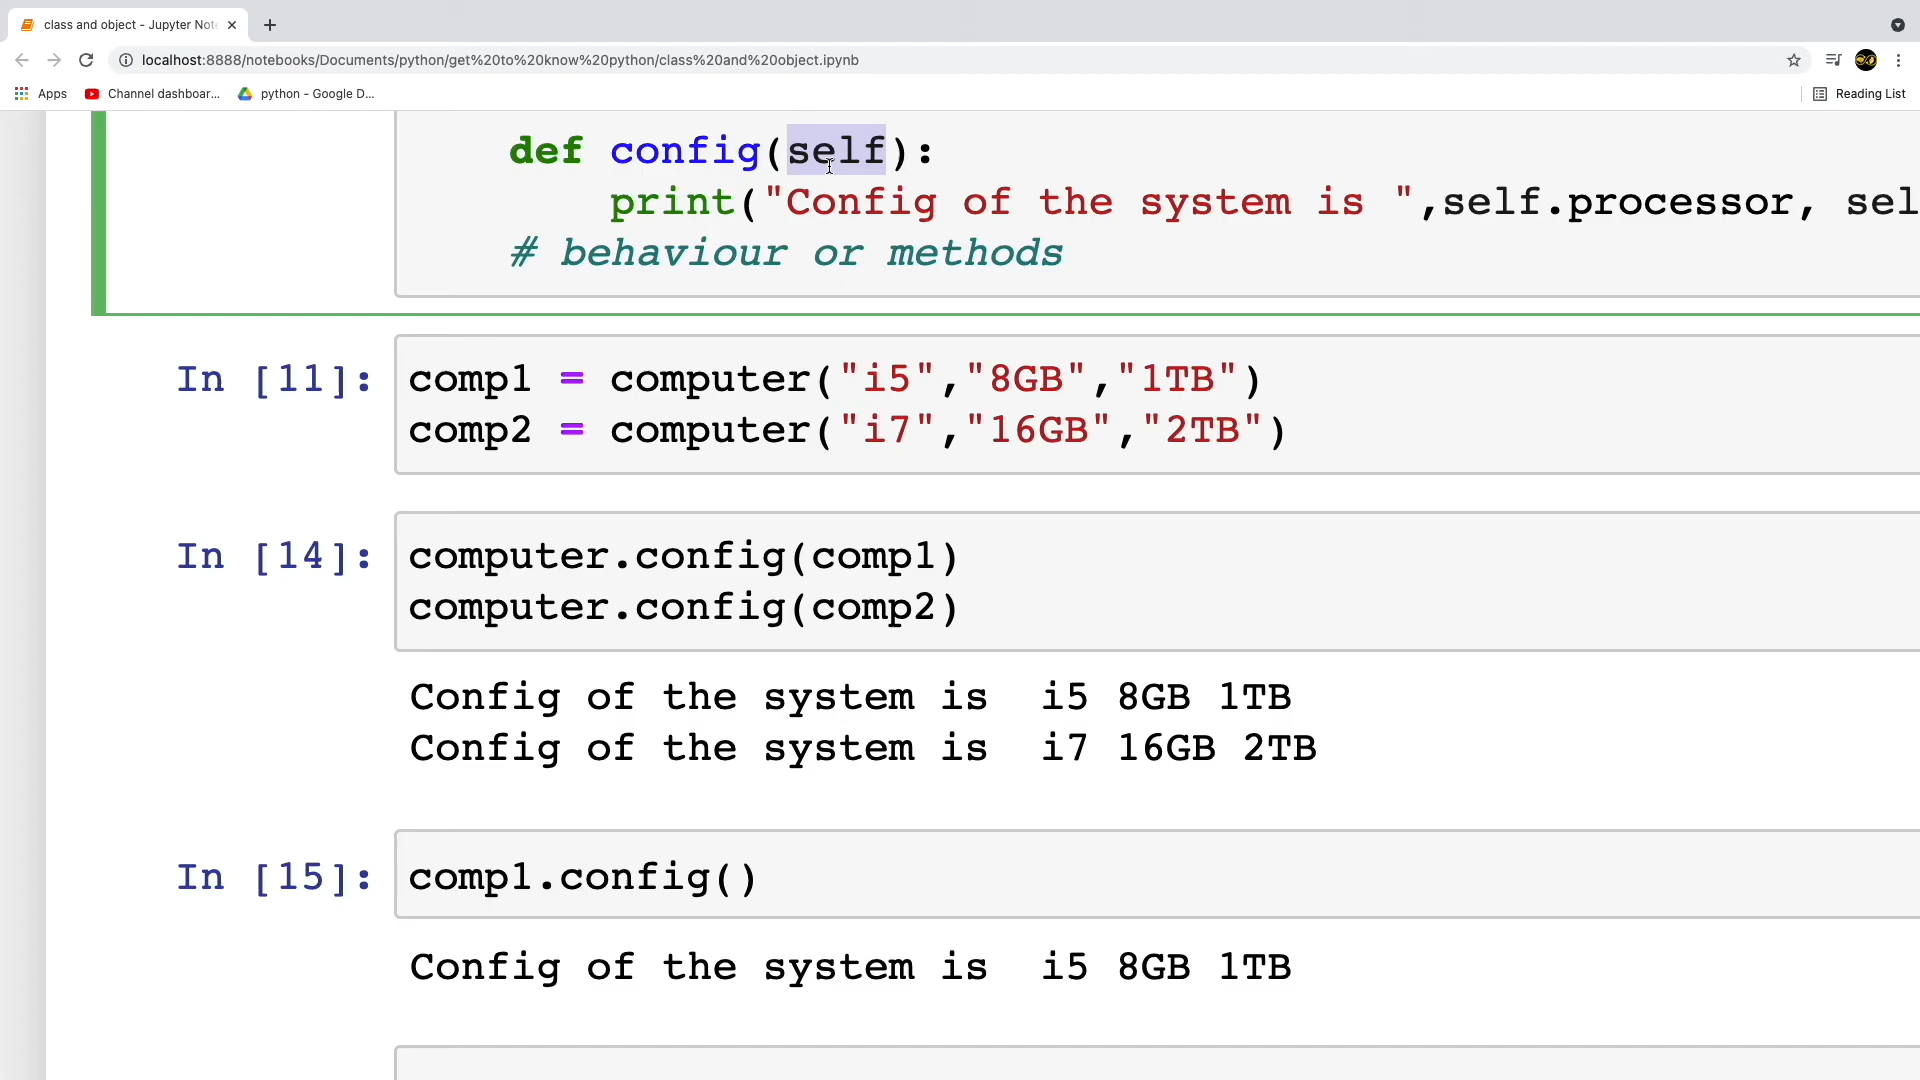 class and object - Jupyter Not
localhost:8888/notebooks/Documents/python/get%20to%20know%20python/class%20and%20object.ipynb
Apps Channel dashboar... python - Google D... Reading List
def config(self):
print("Config of the system is ",self.processor, sel
# behaviour or methods
In [11]: comp1 = computer("i5","8GB","1TB")
comp2 = computer("i7","16GB","2TB")
In [14]: computer.config(comp1)
computer.config(comp2)
Config of the system is  i5 8GB 1TB
Config of the system is  i7 16GB 2TB
In [15]: comp1.config()
Config of the system is  i5 8GB 1TB